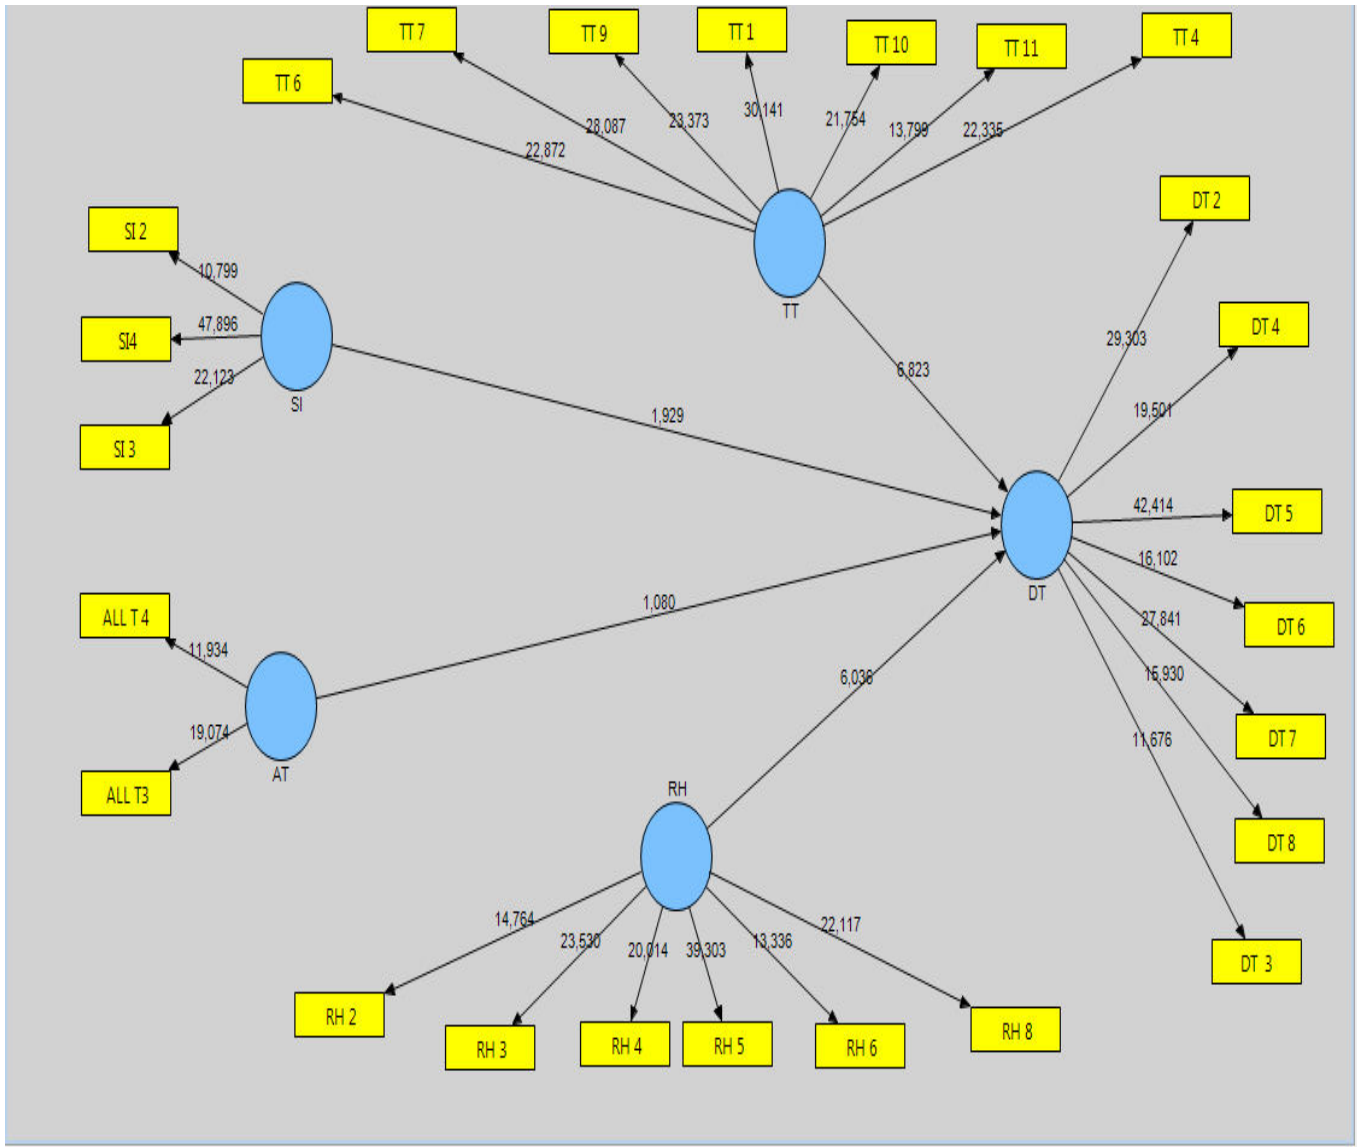 TT 7
TT 9
TT 1
TT 10
TT 11
TT 4
TT 6
22,872
28,087
23,373
30,141
21,754
13,799
22,335
TT
SI 2
SI4
SI 3
10,799
47,896
22,123
SI
1,929
6,823
DT 2
DT 4
DT 5
DT 6
DT 7
DT 8
DT 3
29,303
19,501
42,414
16,102
27,841
15,930
11,676
DT
ALL T 4
ALL T3
11,934
19,074
AT
1,080
6,036
RH
14,764
23,530
20,014
39,303
13,336
22,117
RH 2
RH 3
RH 4
RH 5
RH 6
RH 8